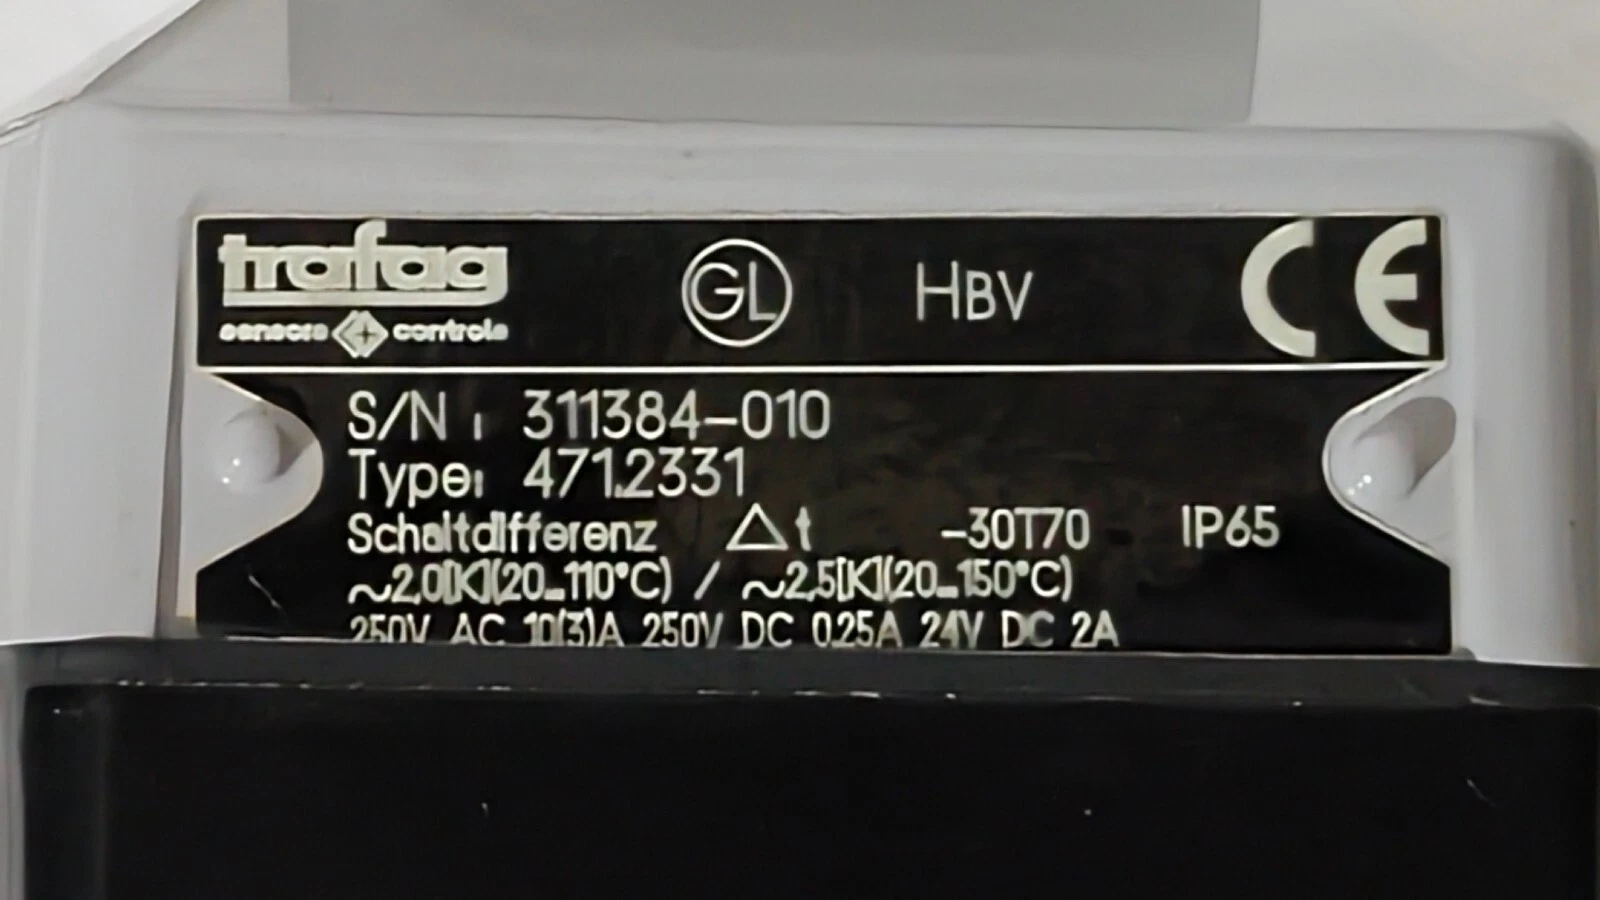 trafag
sensors controls
GL HBV CE
S/N: 311384-010
Type: 471.2331
Schaltdifferenz △t -30T70 IP65
~2,0[K](20...110°C) / ~2,5[K](20...150°C)
250V AC 10(3)A 250V DC 0.25A 24V DC 2A